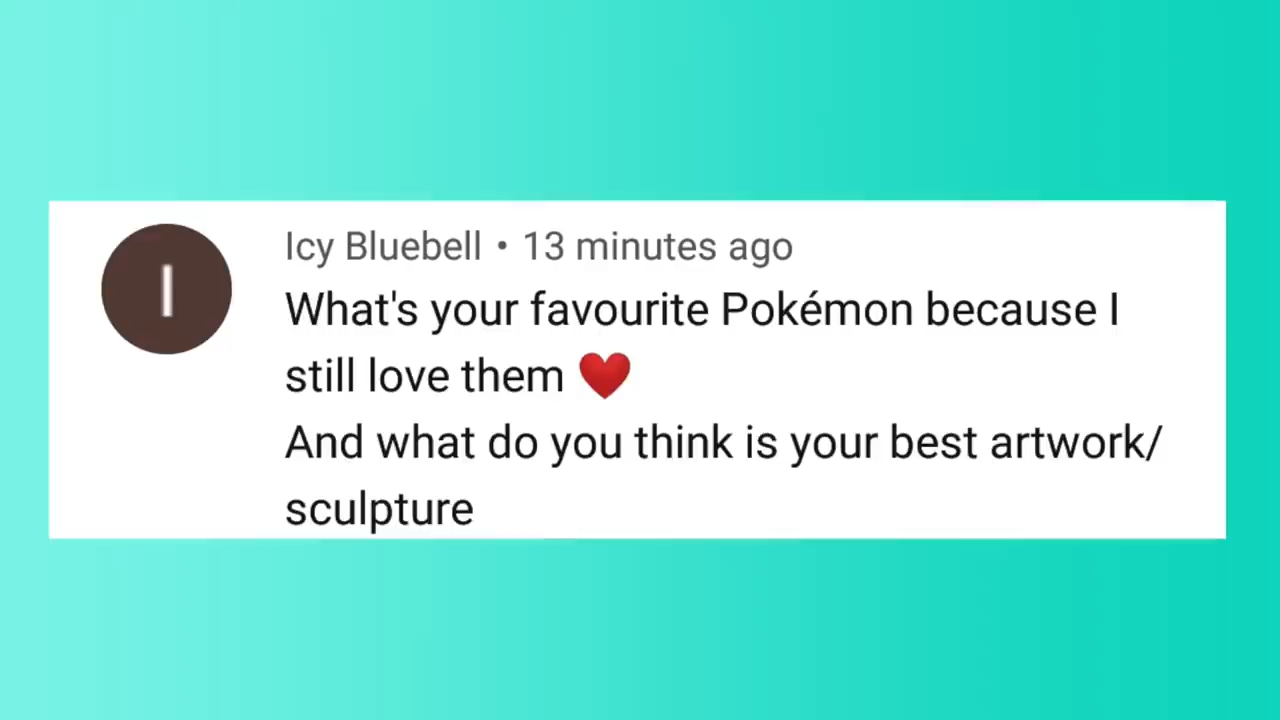 I
Icy Bluebell • 13 minutes ago
What's your favourite Pokémon because I
still love them ❤️
And what do you think is your best artwork/
sculpture